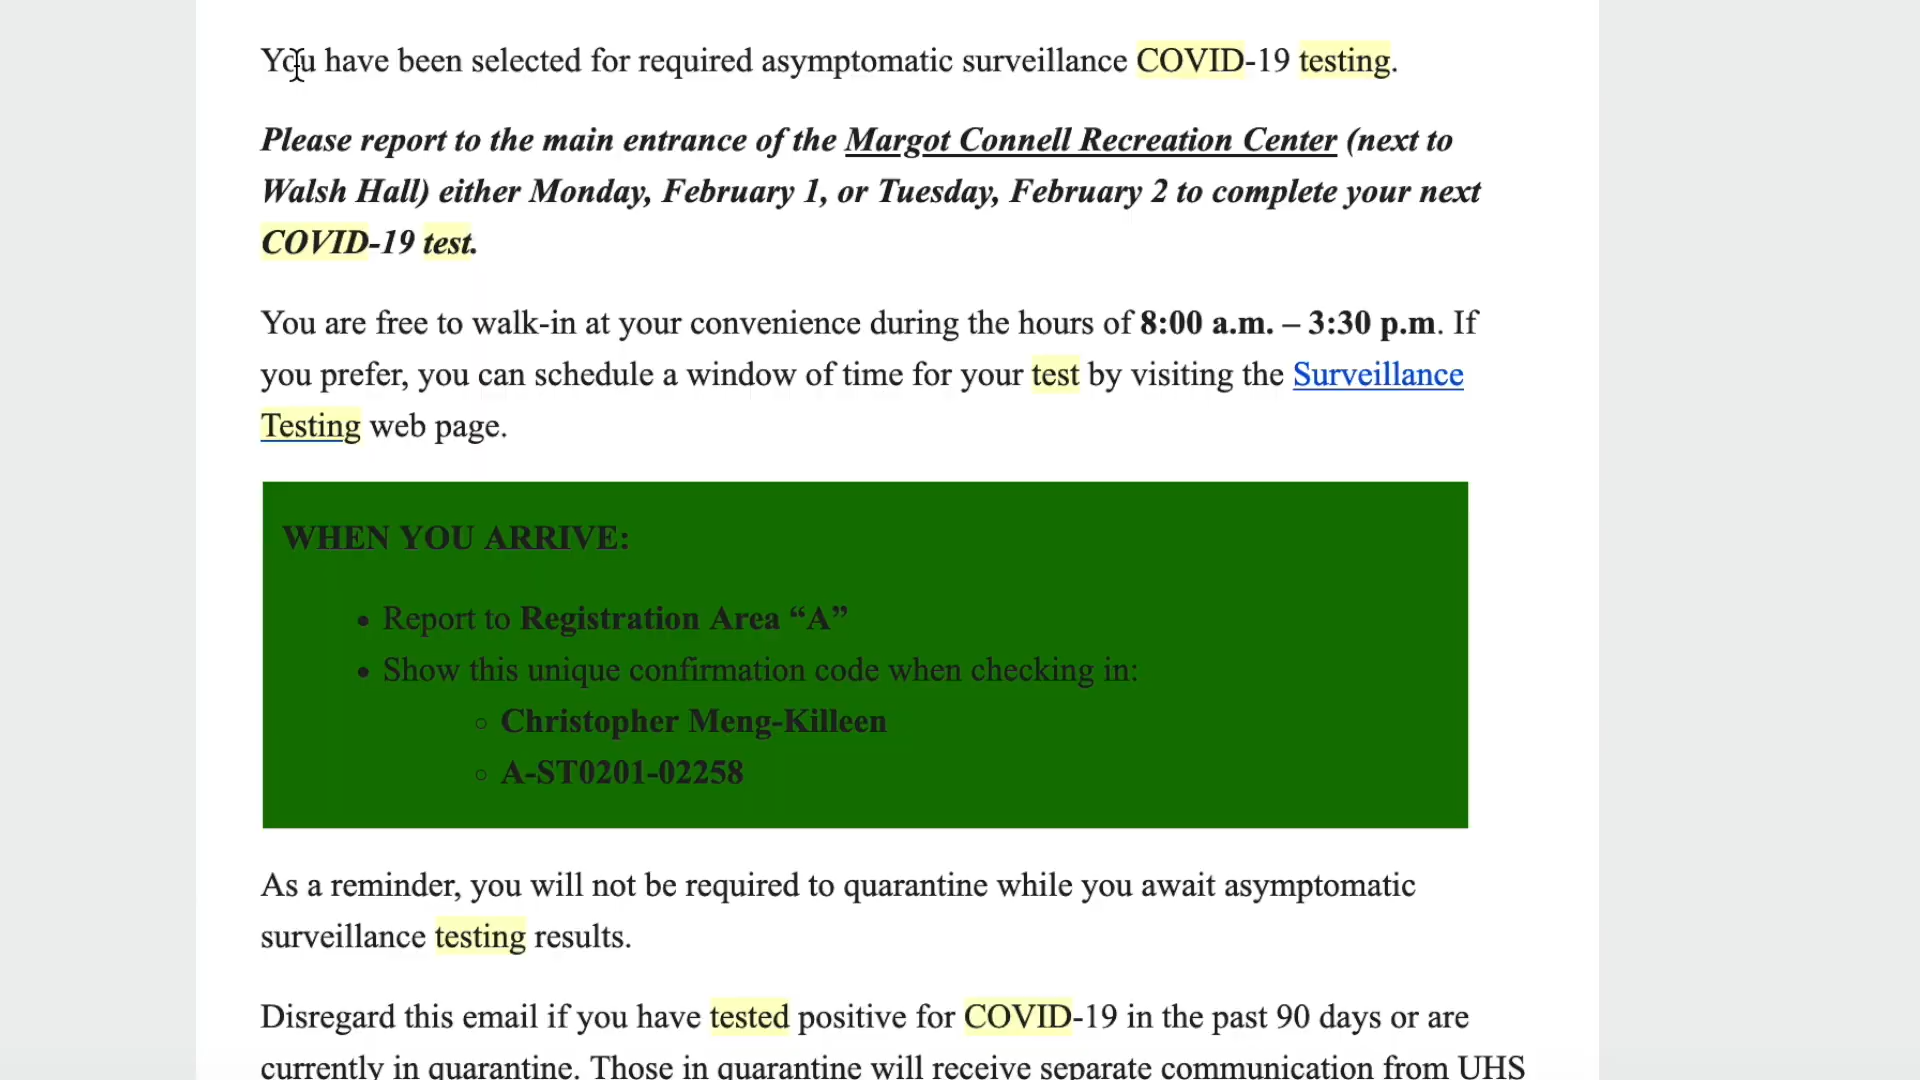 You have been selected for required asymptomatic surveillance COVID-19 testing.
Please report to the main entrance of the Margot Connell Recreation Center (next to
Walsh Hall) either Monday, February 1, or Tuesday, February 2 to complete your next
COVID-19 test.
You are free to walk-in at your convenience during the hours of 8:00 a.m. – 3:30 p.m. If
you prefer, you can schedule a window of time for your test by visiting the Surveillance
Testing web page.
WHEN YOU ARRIVE:
• Report to Registration Area “A”
• Show this unique confirmation code when checking in:
○ Christopher Meng-Killeen
○ A-ST0201-02258
As a reminder, you will not be required to quarantine while you await asymptomatic
surveillance testing results.
Disregard this email if you have tested positive for COVID-19 in the past 90 days or are
currently in quarantine. Those in quarantine will receive separate communication from UHS